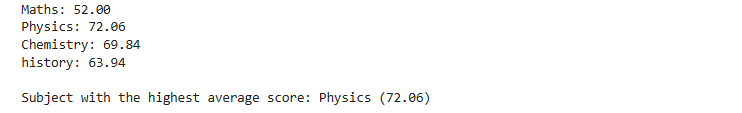 Maths: 52.00
Physics: 72.06
Chemistry: 69.84
history: 63.94
Subject with the highest average score: Physics (72.06)